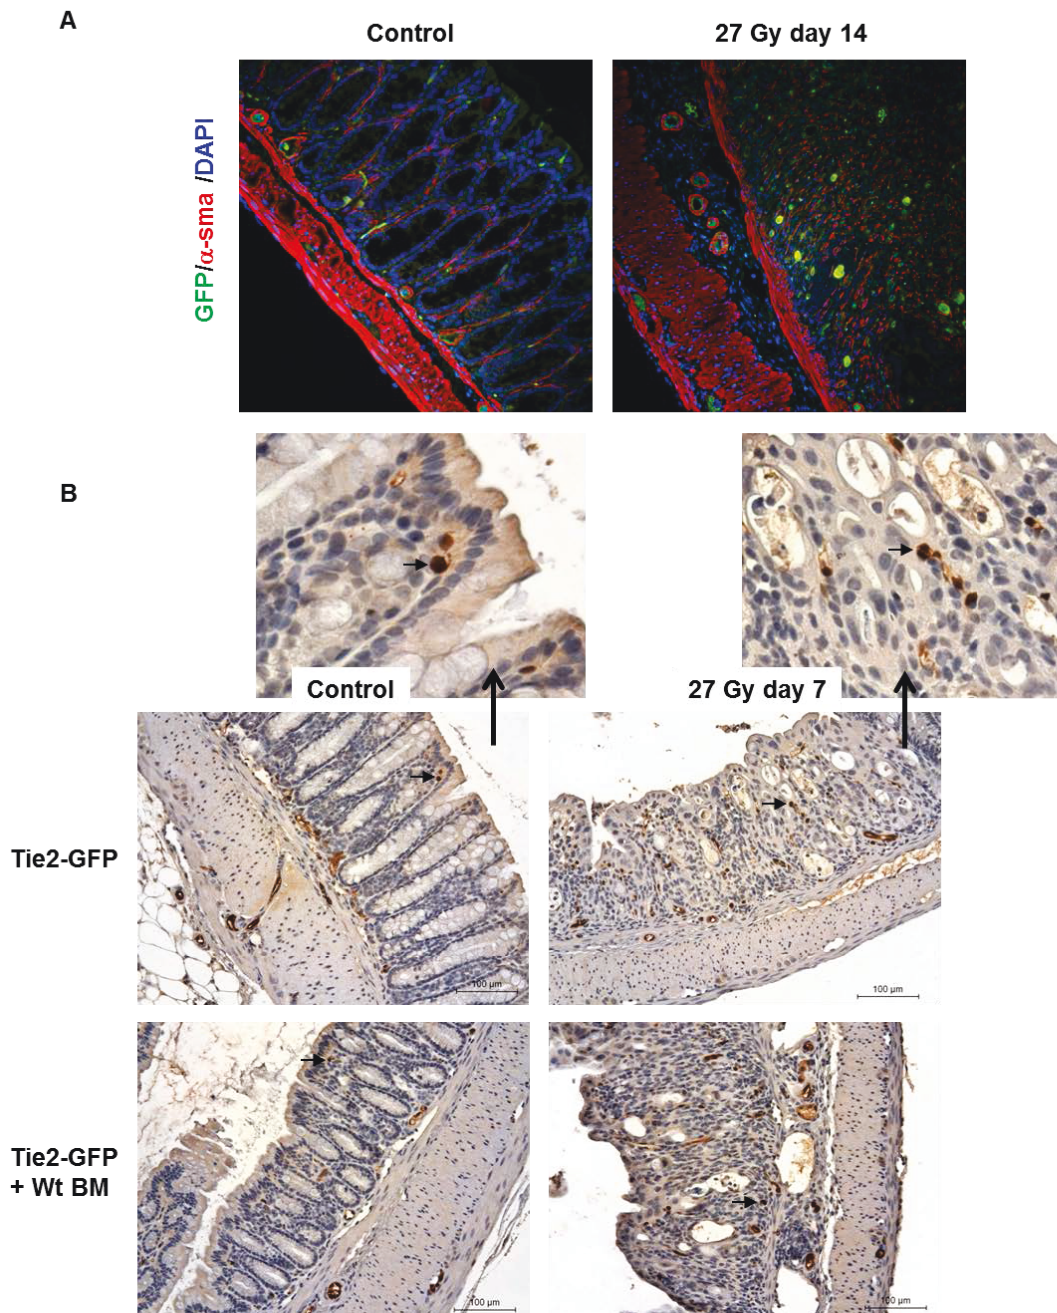 A
Control
27 Gy day 14
GFP/α-sma /DAPI
B
Control
27 Gy day 7
Tie2-GFP
100 μm
100 μm
Tie2-GFP
+ Wt BM
100 μm
100 μm